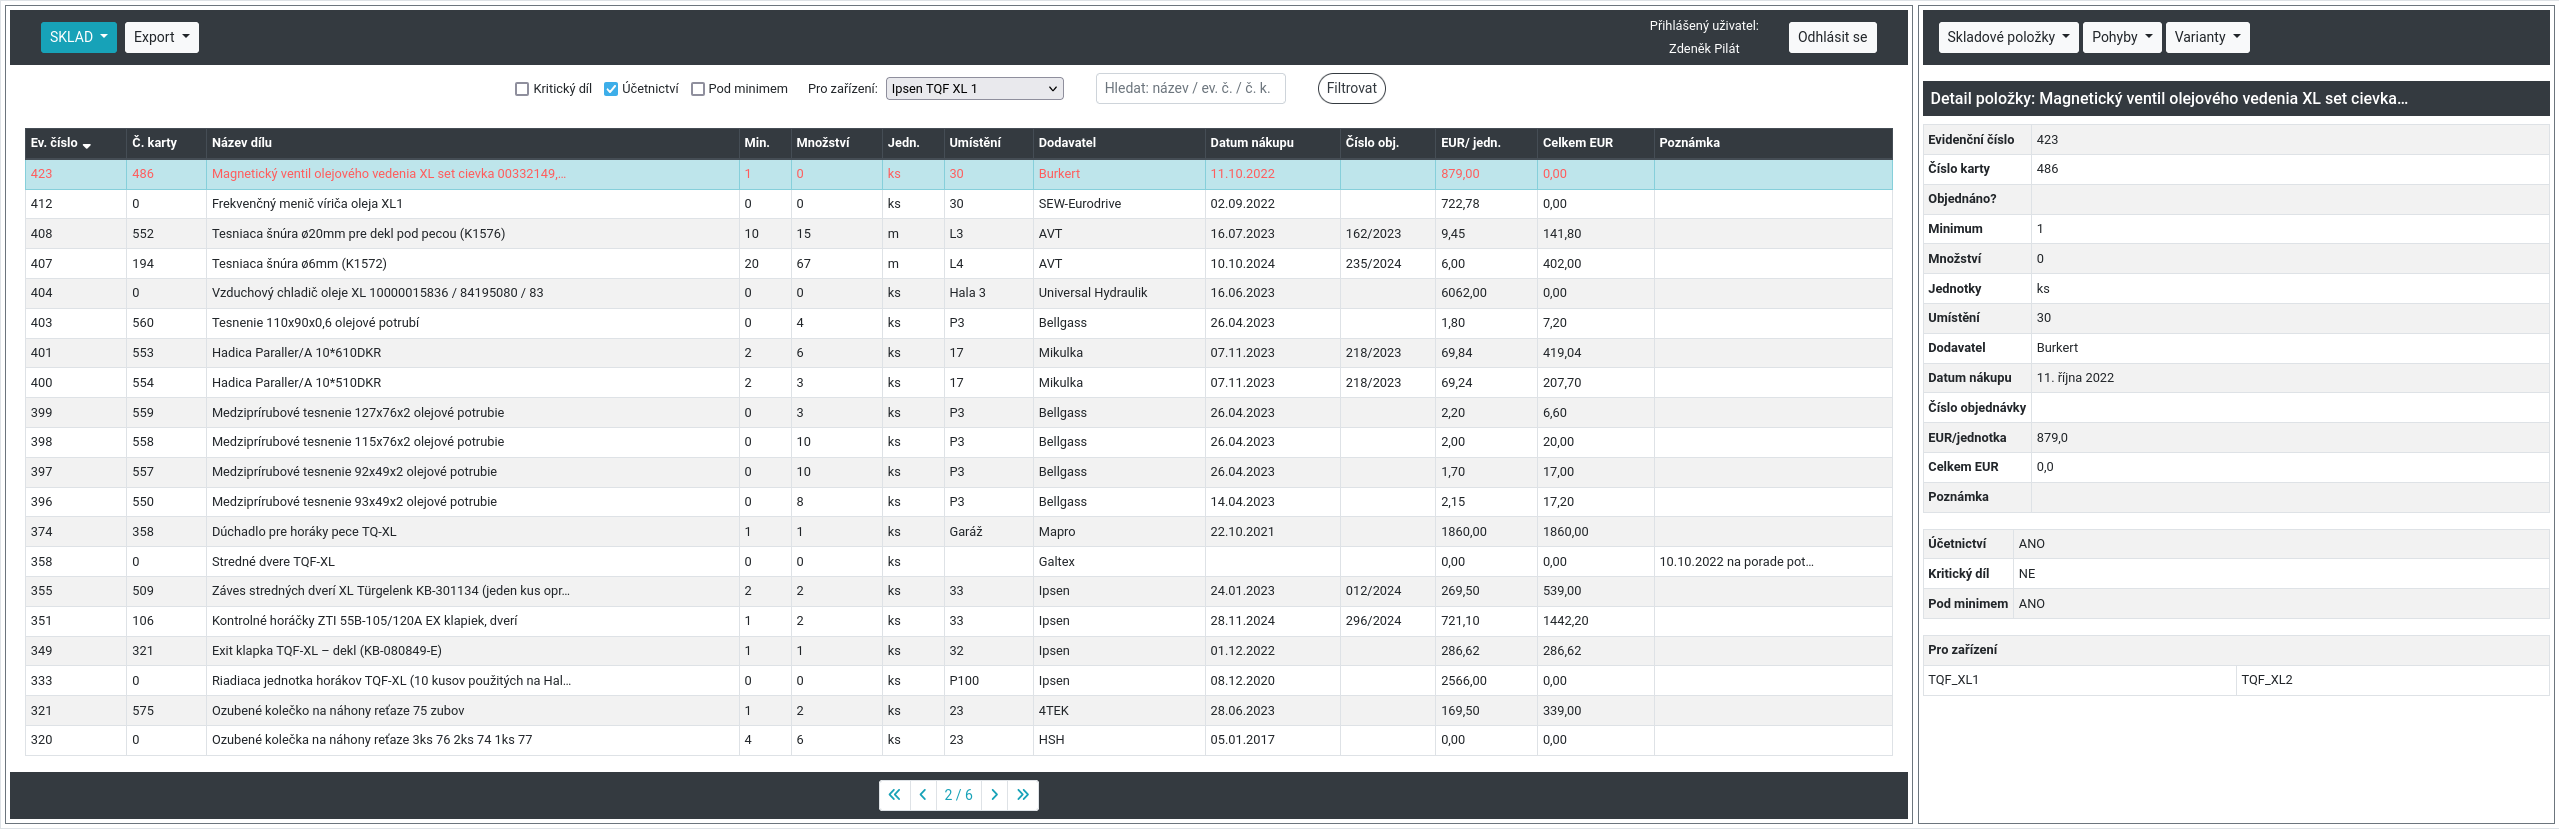 SKLAD Export Přihlášený uživatel: Zdeněk Pilát Odhlásit se
Kritický díl Účetnictví Pod minimem Pro zařízení: Ipsen TQF XL 1 Hledat: název / ev. č. / č. k. Filtrovat
Ev. číslo Č. karty Název dílu Min. Množství Jedn. Umístění Dodavatel Datum nákupu Číslo obj. EUR/ jedn. Celkem EUR Poznámka
423 486 Magnetický ventil olejového vedenia XL set cievka 00332149,... 1 0 ks 30 Burkert 11.10.2022 879,00 0,00
412 0 Frekvenčný menič víriča oleja XL1 0 0 ks 30 SEW-Eurodrive 02.09.2022 722,78 0,00
408 552 Tesniaca šnúra ø20mm pre dekl pod pecou (K1576) 10 15 m L3 AVT 16.07.2023 162/2023 9,45 141,80
407 194 Tesniaca šnúra ø6mm (K1572) 20 67 m L4 AVT 10.10.2024 235/2024 6,00 402,00
404 0 Vzduchový chladič oleje XL 10000015836 / 84195080 / 83 0 0 ks Hala 3 Universal Hydraulik 16.06.2023 6062,00 0,00
403 560 Tesnenie 110x90x0,6 olejové potrubí 0 4 ks P3 Bellgass 26.04.2023 1,80 7,20
401 553 Hadica Paraller/A 10*610DKR 2 6 ks 17 Mikulka 07.11.2023 218/2023 69,84 419,04
400 554 Hadica Paraller/A 10*510DKR 2 3 ks 17 Mikulka 07.11.2023 218/2023 69,24 207,70
399 559 Medziprírubové tesnenie 127x76x2 olejové potrubie 0 3 ks P3 Bellgass 26.04.2023 2,20 6,60
398 558 Medziprírubové tesnenie 115x76x2 olejové potrubie 0 10 ks P3 Bellgass 26.04.2023 2,00 20,00
397 557 Medziprírubové tesnenie 92x49x2 olejové potrubie 0 10 ks P3 Bellgass 26.04.2023 1,70 17,00
396 550 Medziprírubové tesnenie 93x49x2 olejové potrubie 0 8 ks P3 Bellgass 14.04.2023 2,15 17,20
374 358 Dúchadlo pre horáky pece TQ-XL 1 1 ks Garáž Mapro 22.10.2021 1860,00 1860,00
358 0 Stredné dvere TQF-XL 0 0 ks Galtex 0,00 0,00 10.10.2022 na porade pot...
355 509 Záves stredných dverí XL Türgelenk KB-301134 (jeden kus opr... 2 2 ks 33 Ipsen 24.01.2023 012/2024 269,50 539,00
351 106 Kontrolné horáčky ZTI 55B-105/120A EX klapiek, dverí 1 2 ks 33 Ipsen 28.11.2024 296/2024 721,10 1442,20
349 321 Exit klapka TQF-XL – dekl (KB-080849-E) 1 1 ks 32 Ipsen 01.12.2022 286,62 286,62
333 0 Riadiaca jednotka horákov TQF-XL (10 kusov použitých na Hal... 0 0 ks P100 Ipsen 08.12.2020 2566,00 0,00
321 575 Ozubené kolečko na náhony reťaze 75 zubov 1 2 ks 23 4TEK 28.06.2023 169,50 339,00
320 0 Ozubené kolečka na náhony reťaze 3ks 76 2ks 74 1ks 77 4 6 ks 23 HSH 05.01.2017 0,00 0,00
2 / 6
Skladové položky Pohyby Varianty
Detail položky: Magnetický ventil olejového vedenia XL set cievka...
Evidenční číslo 423
Číslo karty 486
Objednáno?
Minimum 1
Množství 0
Jednotky ks
Umístění 30
Dodavatel Burkert
Datum nákupu 11. října 2022
Číslo objednávky
EUR/jednotka 879,0
Celkem EUR 0,0
Poznámka
Účetnictví ANO
Kritický díl NE
Pod minimem ANO
Pro zařízení
TQF_XL1 TQF_XL2